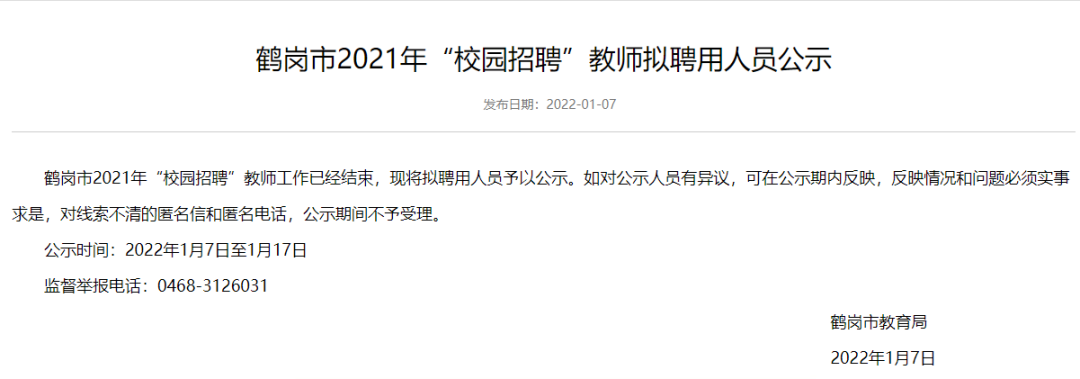 鹤岗市2021年“校园招聘”教师拟聘用人员公示
发布日期：2022-01-07
鹤岗市2021年“校园招聘”教师工作已经结束，现将拟聘用人员予以公示。如对公示人员有异议，可在公示期内反映，反映情况和问题必须实事
求是，对线索不清的匿名信和匿名电话，公示期间不予受理。
公示时间：2022年1月7日至1月17日
监督举报电话：0468-3126031
鹤岗市教育局
2022年1月7日